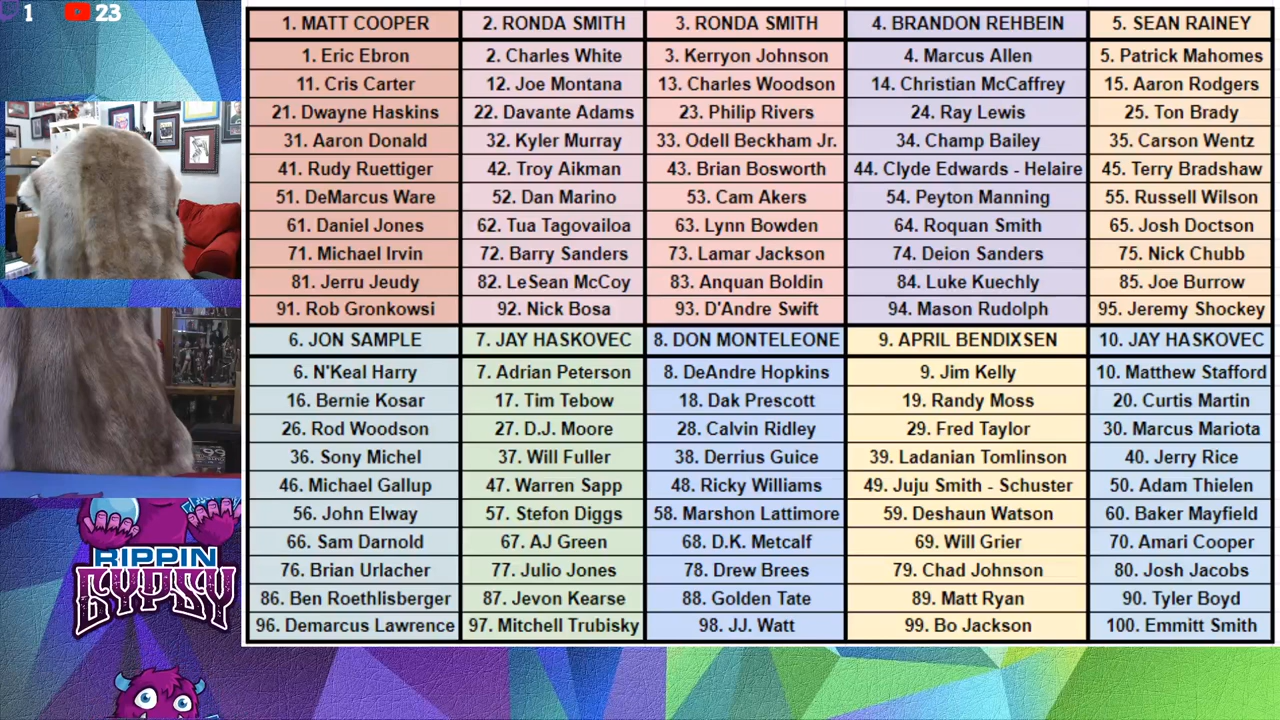 1 23
1. MATT COOPER 2. RONDA SMITH 3. RONDA SMITH 4. BRANDON REHBEIN 5. SEAN RAINEY
1. Eric Ebron 2. Charles White 3. Kerryon Johnson 4. Marcus Allen 5. Patrick Mahomes
11. Cris Carter 12. Joe Montana 13. Charles Woodson 14. Christian McCaffrey 15. Aaron Rodgers
21. Dwayne Haskins 22. Davante Adams 23. Philip Rivers 24. Ray Lewis 25. Ton Brady
31. Aaron Donald 32. Kyler Murray 33. Odell Beckham Jr. 34. Champ Bailey 35. Carson Wentz
41. Rudy Ruettiger 42. Troy Aikman 43. Brian Bosworth 44. Clyde Edwards - Helaire 45. Terry Bradshaw
51. DeMarcus Ware 52. Dan Marino 53. Cam Akers 54. Peyton Manning 55. Russell Wilson
61. Daniel Jones 62. Tua Tagovailoa 63. Lynn Bowden 64. Roquan Smith 65. Josh Doctson
71. Michael Irvin 72. Barry Sanders 73. Lamar Jackson 74. Deion Sanders 75. Nick Chubb
81. Jerru Jeudy 82. LeSean McCoy 83. Anquan Boldin 84. Luke Kuechly 85. Joe Burrow
91. Rob Gronkowsi 92. Nick Bosa 93. D'Andre Swift 94. Mason Rudolph 95. Jeremy Shockey
6. JON SAMPLE 7. JAY HASKOVEC 8. DON MONTELEONE 9. APRIL BENDIXSEN 10. JAY HASKOVEC
6. N'Keal Harry 7. Adrian Peterson 8. DeAndre Hopkins 9. Jim Kelly 10. Matthew Stafford
16. Bernie Kosar 17. Tim Tebow 18. Dak Prescott 19. Randy Moss 20. Curtis Martin
26. Rod Woodson 27. D.J. Moore 28. Calvin Ridley 29. Fred Taylor 30. Marcus Mariota
36. Sony Michel 37. Will Fuller 38. Derrius Guice 39. Ladanian Tomlinson 40. Jerry Rice
46. Michael Gallup 47. Warren Sapp 48. Ricky Williams 49. Juju Smith - Schuster 50. Adam Thielen
56. John Elway 57. Stefon Diggs 58. Marshon Lattimore 59. Deshaun Watson 60. Baker Mayfield
66. Sam Darnold 67. AJ Green 68. D.K. Metcalf 69. Will Grier 70. Amari Cooper
76. Brian Urlacher 77. Julio Jones 78. Drew Brees 79. Chad Johnson 80. Josh Jacobs
86. Ben Roethlisberger 87. Jevon Kearse 88. Golden Tate 89. Matt Ryan 90. Tyler Boyd
96. Demarcus Lawrence 97. Mitchell Trubisky 98. JJ. Watt 99. Bo Jackson 100. Emmitt Smith
RIPPIN
GYPSY